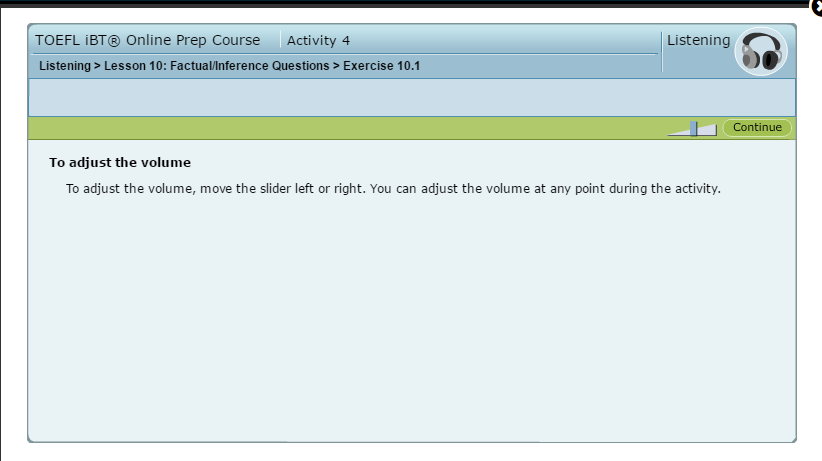 TOEFL iBT® Online Prep Course Activity 4 Listening
Listening > Lesson 10: Factual/Inference Questions > Exercise 10.1
Continue
To adjust the volume
To adjust the volume, move the slider left or right. You can adjust the volume at any point during the activity.